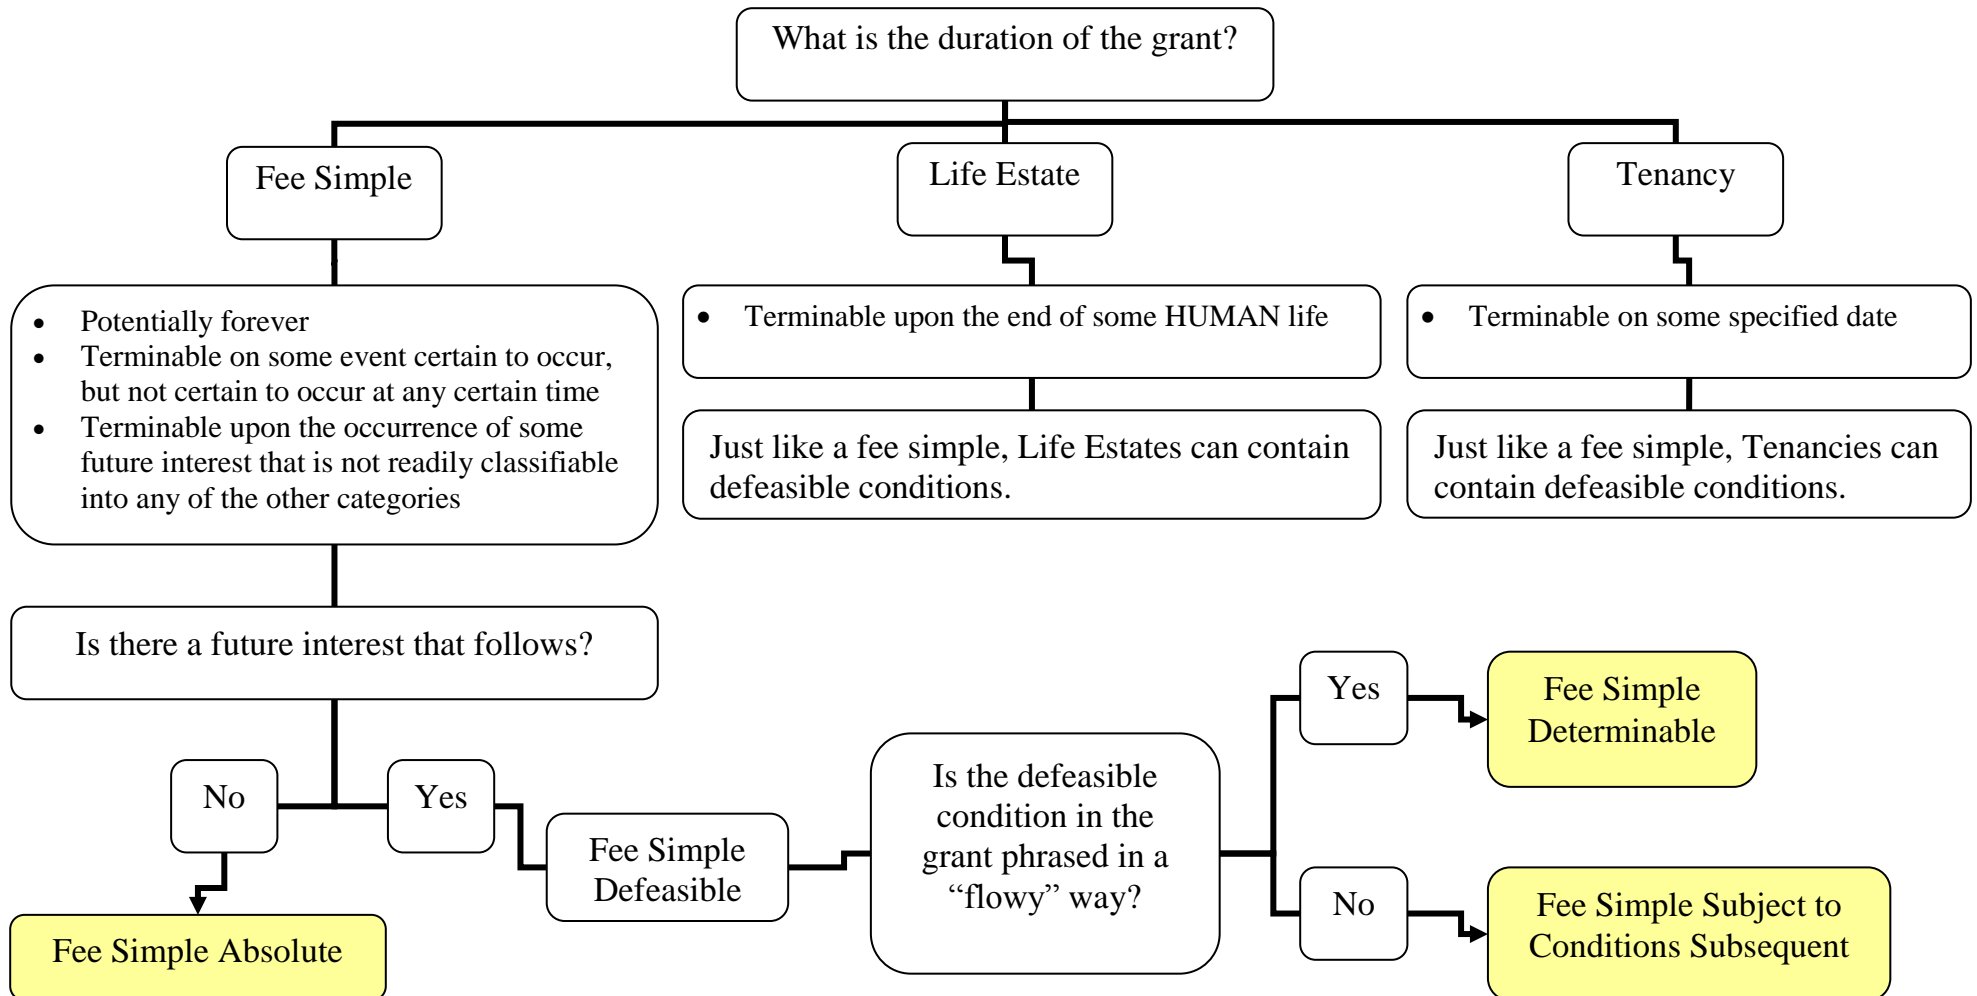 What is the duration of the grant?
Fee Simple
Life Estate
Tenancy
• Potentially forever
• Terminable on some event certain to occur,
but not certain to occur at any certain time
• Terminable upon the occurrence of some
future interest that is not readily classifiable
into any of the other categories
• Terminable upon the end of some HUMAN life
Just like a fee simple, Life Estates can contain
defeasible conditions.
• Terminable on some specified date
Just like a fee simple, Tenancies can
contain defeasible conditions.
Is there a future interest that follows?
No
Yes
Fee Simple Absolute
Fee Simple
Defeasible
Is the defeasible
condition in the
grant phrased in a
“flowy” way?
Yes
Fee Simple
Determinable
No
Fee Simple Subject to
Conditions Subsequent